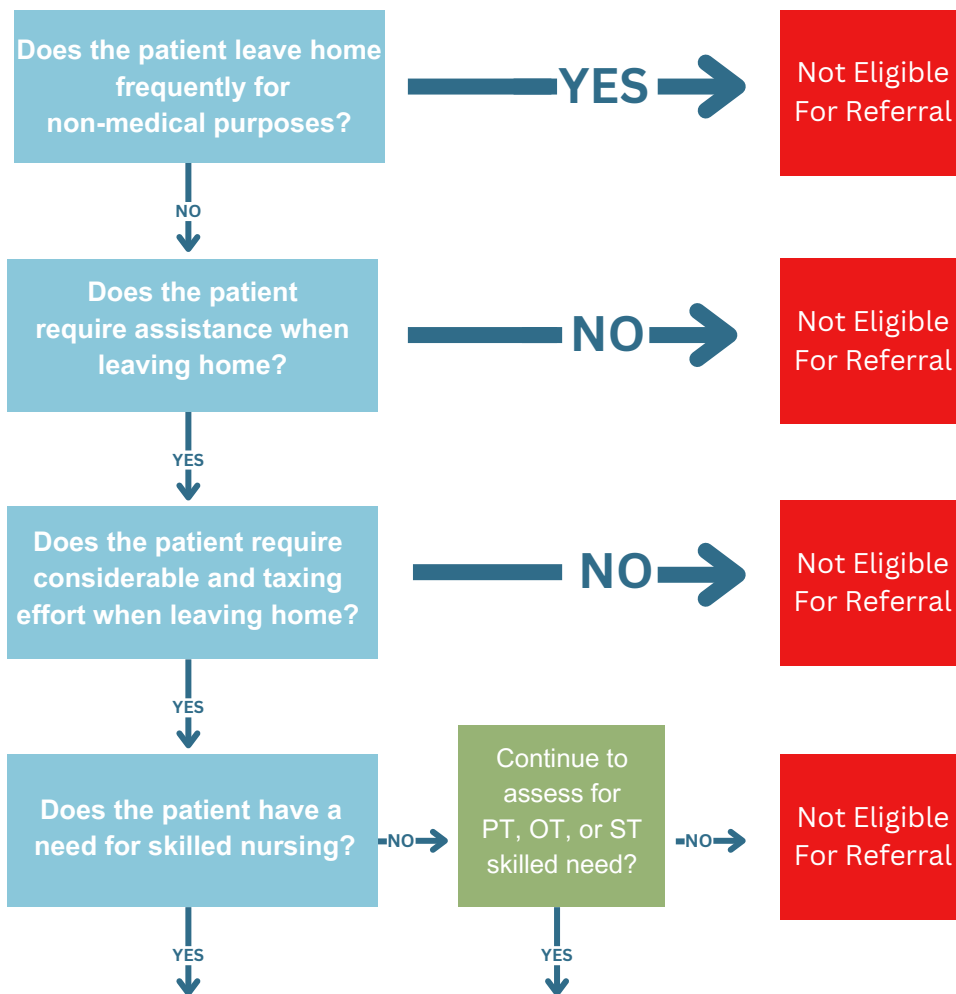 Does the patient leave home
frequently for
non-medical purposes?
YES
Not Eligible
For Referral
NO
Does the patient
require assistance when
leaving home?
NO
Not Eligible
For Referral
YES
Does the patient require
considerable and taxing
effort when leaving home?
NO
Not Eligible
For Referral
YES
Does the patient have a
need for skilled nursing?
NO
Continue to
assess for
PT, OT, or ST
skilled need?
NO
Not Eligible
For Referral
YES
YES